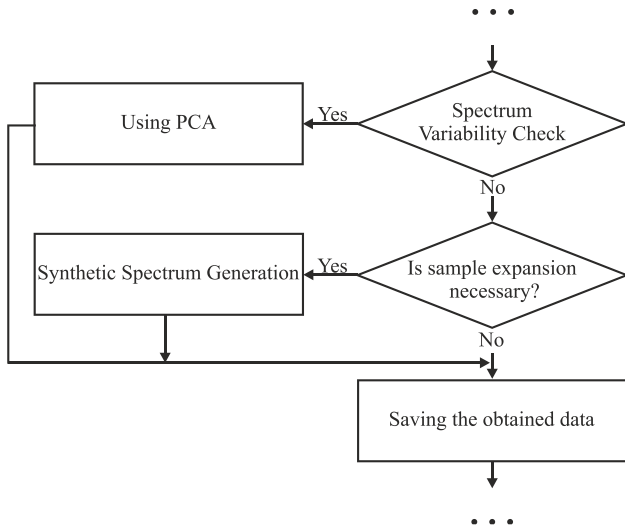 • • •
Using PCA
Yes
Spectrum
Variability Check
No
Synthetic Spectrum Generation
Yes
Is sample expansion
necessary?
No
Saving the obtained data
• • •